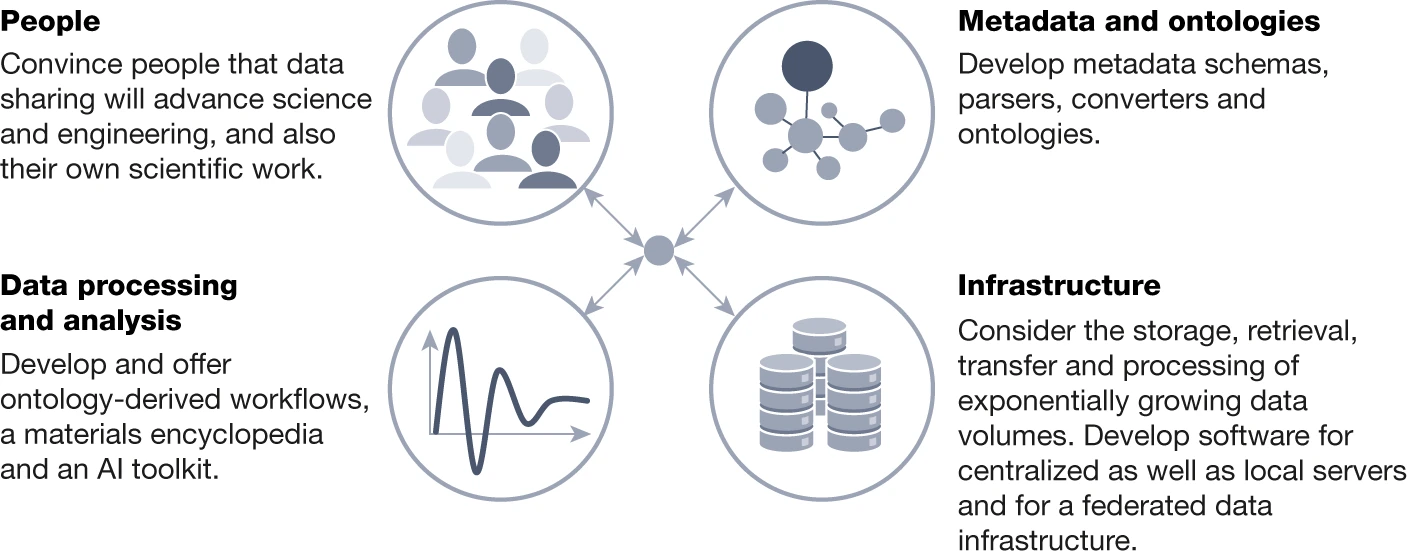 People
Convince people that data
sharing will advance science
and engineering, and also
their own scientific work.
Metadata and ontologies
Develop metadata schemas,
parsers, converters and
ontologies.
Data processing
and analysis
Develop and offer
ontology-derived workflows,
a materials encyclopedia
and an AI toolkit.
Infrastructure
Consider the storage, retrieval,
transfer and processing of
exponentially growing data
volumes. Develop software for
centralized as well as local servers
and for a federated data
infrastructure.